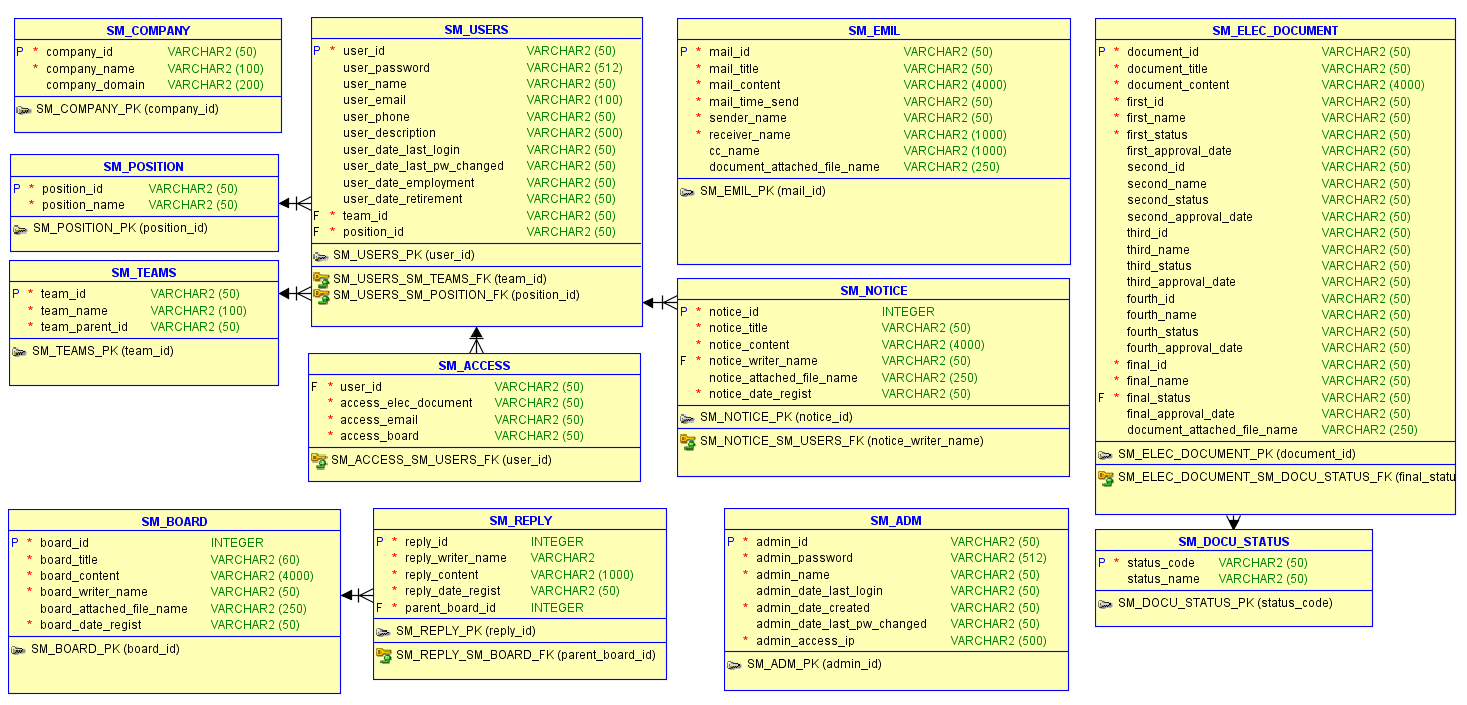 SM_COMPANY
P * company_id VARCHAR2 (50)
* company_name VARCHAR2 (100)
company_domain VARCHAR2 (200)
SM_COMPANY_PK (company_id)
SM_POSITION
P * position_id VARCHAR2 (50)
* position_name VARCHAR2 (50)
SM_POSITION_PK (position_id)
SM_TEAMS
P * team_id VARCHAR2 (50)
* team_name VARCHAR2 (100)
* team_parent_id VARCHAR2 (50)
SM_TEAMS_PK (team_id)
SM_USERS
P * user_id VARCHAR2 (50)
user_password VARCHAR2 (512)
user_name VARCHAR2 (50)
user_email VARCHAR2 (100)
user_phone VARCHAR2 (50)
user_description VARCHAR2 (500)
user_date_last_login VARCHAR2 (50)
user_date_last_pw_changed VARCHAR2 (50)
user_date_employment VARCHAR2 (50)
user_date_retirement VARCHAR2 (50)
F * team_id VARCHAR2 (50)
F * position_id VARCHAR2 (50)
SM_USERS_PK (user_id)
SM_USERS_SM_TEAMS_FK (team_id)
SM_USERS_SM_POSITION_FK (position_id)
SM_ACCESS
F * user_id VARCHAR2 (50)
* access_elec_document VARCHAR2 (50)
* access_email VARCHAR2 (50)
* access_board VARCHAR2 (50)
SM_ACCESS_SM_USERS_FK (user_id)
SM_EMIL
P * mail_id VARCHAR2 (50)
* mail_title VARCHAR2 (50)
* mail_content VARCHAR2 (4000)
* mail_time_send VARCHAR2 (50)
* sender_name VARCHAR2 (50)
* receiver_name VARCHAR2 (1000)
cc_name VARCHAR2 (1000)
document_attached_file_name VARCHAR2 (250)
SM_EMIL_PK (mail_id)
SM_NOTICE
P * notice_id INTEGER
* notice_title VARCHAR2 (50)
* notice_content VARCHAR2 (4000)
F * notice_writer_name VARCHAR2 (50)
notice_attached_file_name VARCHAR2 (250)
* notice_date_regist VARCHAR2 (50)
SM_NOTICE_PK (notice_id)
SM_NOTICE_SM_USERS_FK (notice_writer_name)
SM_ELEC_DOCUMENT
P * document_id VARCHAR2 (50)
* document_title VARCHAR2 (50)
* document_content VARCHAR2 (4000)
* first_id VARCHAR2 (50)
* first_name VARCHAR2 (50)
* first_status VARCHAR2 (50)
first_approval_date VARCHAR2 (50)
second_id VARCHAR2 (50)
second_name VARCHAR2 (50)
second_status VARCHAR2 (50)
second_approval_date VARCHAR2 (50)
third_id VARCHAR2 (50)
third_name VARCHAR2 (50)
third_status VARCHAR2 (50)
third_approval_date VARCHAR2 (50)
fourth_id VARCHAR2 (50)
fourth_name VARCHAR2 (50)
fourth_status VARCHAR2 (50)
fourth_approval_date VARCHAR2 (50)
* final_id VARCHAR2 (50)
* final_name VARCHAR2 (50)
F * final_status VARCHAR2 (50)
final_approval_date VARCHAR2 (50)
document_attached_file_name VARCHAR2 (250)
SM_ELEC_DOCUMENT_PK (document_id)
SM_ELEC_DOCUMENT_SM_DOCU_STATUS_FK (final_statu
SM_DOCU_STATUS
P * status_code VARCHAR2 (50)
status_name VARCHAR2 (50)
SM_DOCU_STATUS_PK (status_code)
SM_BOARD
P * board_id INTEGER
* board_title VARCHAR2 (60)
* board_content VARCHAR2 (4000)
* board_writer_name VARCHAR2 (50)
board_attached_file_name VARCHAR2 (250)
* board_date_regist VARCHAR2 (50)
SM_BOARD_PK (board_id)
SM_REPLY
P * reply_id INTEGER
* reply_writer_name VARCHAR2
* reply_content VARCHAR2 (1000)
* reply_date_regist VARCHAR2 (50)
F * parent_board_id INTEGER
SM_REPLY_PK (reply_id)
SM_REPLY_SM_BOARD_FK (parent_board_id)
SM_ADM
P * admin_id VARCHAR2 (50)
* admin_password VARCHAR2 (512)
* admin_name VARCHAR2 (50)
admin_date_last_login VARCHAR2 (50)
* admin_date_created VARCHAR2 (50)
admin_date_last_pw_changed VARCHAR2 (50)
* admin_access_ip VARCHAR2 (500)
SM_ADM_PK (admin_id)